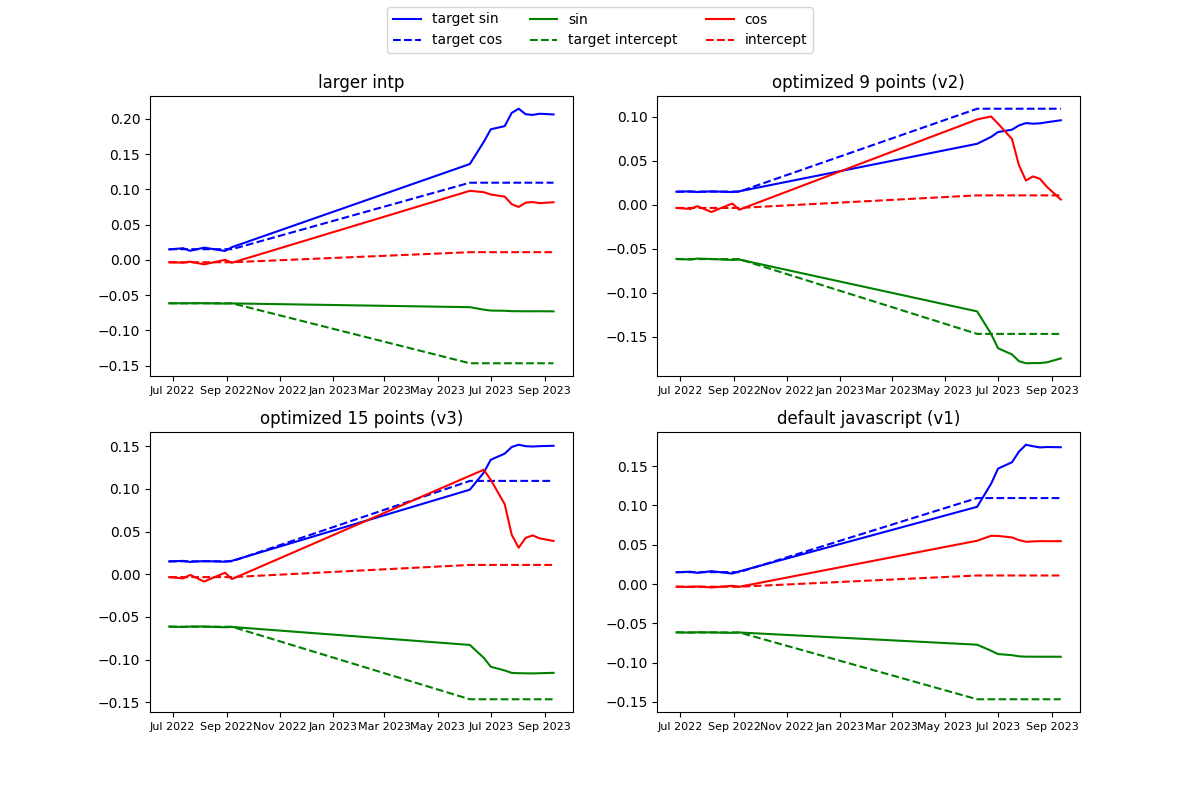 target sin sin cos
target cos target intercept intercept
larger intp
0.20
0.15
0.10
0.05
0.00
−0.05
−0.10
−0.15
Jul 2022 Sep 2022 Nov 2022 Jan 2023 Mar 2023 May 2023 Jul 2023 Sep 2023
optimized 9 points (v2)
0.10
0.05
0.00
−0.05
−0.10
−0.15
Jul 2022 Sep 2022 Nov 2022 Jan 2023 Mar 2023 May 2023 Jul 2023 Sep 2023
optimized 15 points (v3)
0.15
0.10
0.05
0.00
−0.05
−0.10
−0.15
Jul 2022 Sep 2022 Nov 2022 Jan 2023 Mar 2023 May 2023 Jul 2023 Sep 2023
default javascript (v1)
0.15
0.10
0.05
0.00
−0.05
−0.10
−0.15
Jul 2022 Sep 2022 Nov 2022 Jan 2023 Mar 2023 May 2023 Jul 2023 Sep 2023